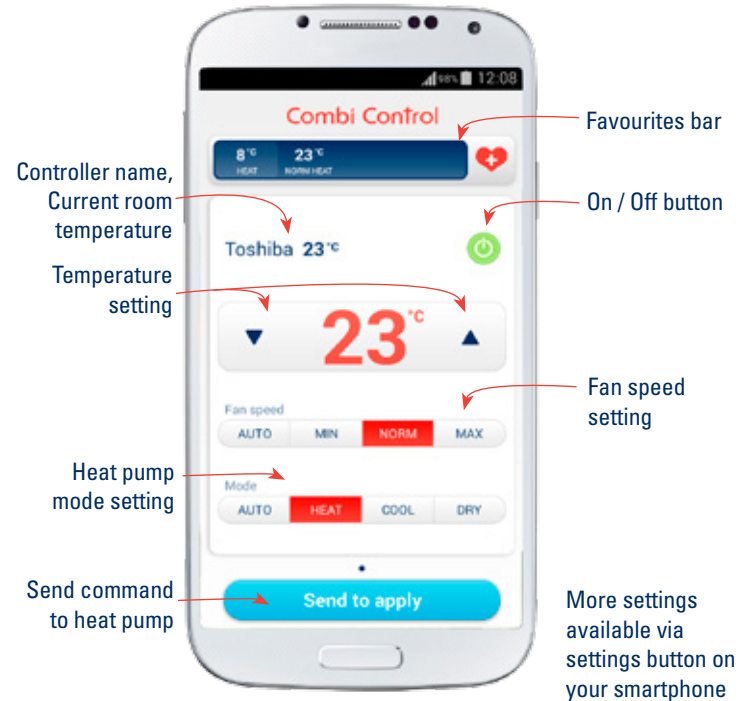 98% 12:08
Combi Control
Favourites bar
8°C 23°C
HEAT NORM HEAT
Controller name,
Current room
temperature
On / Off button
Toshiba 23°C
Temperature
setting
23°C
Fan speed
setting
Fan speed
AUTO MIN NORM MAX
Heat pump
mode setting
Mode
AUTO HEAT COOL DRY
Send command
to heat pump
Send to apply
More settings
available via
settings button on
your smartphone